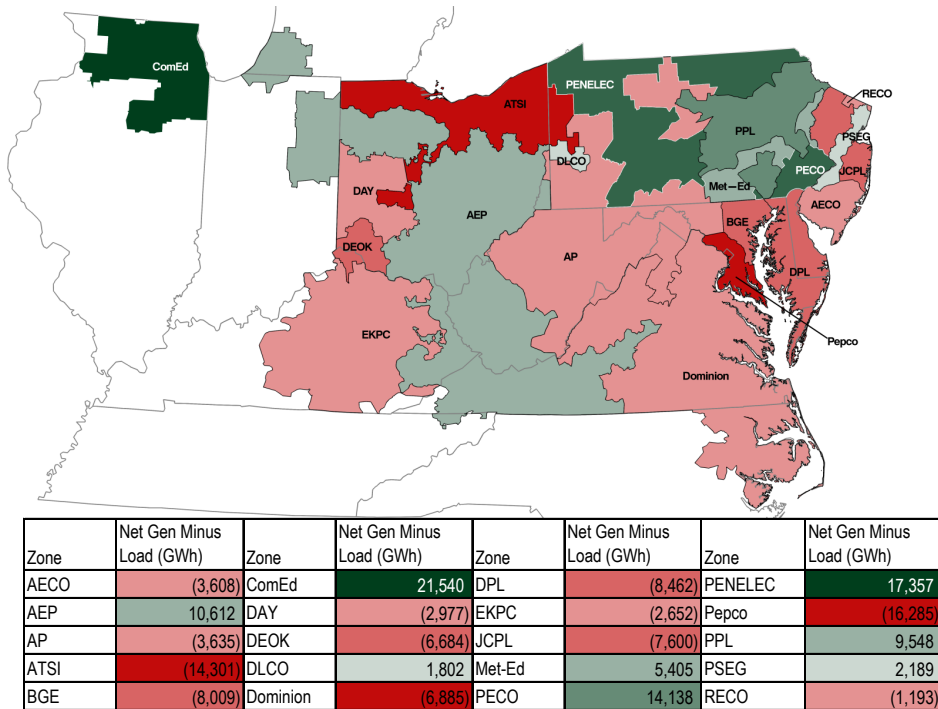 ComEd
ATSI
PENELEC
RECO
PSEG
PPL
DLCO
PECO
JCPL
Met-Ed
DAY
AECO
AEP
BGE
DEOK
AP
DPL
EKPC
Pepco
Dominion
Zone Net Gen Minus Load (GWh) Zone Net Gen Minus Load (GWh) Zone Net Gen Minus Load (GWh) Zone Net Gen Minus Load (GWh)
AECO (3,608) ComEd 21,540 DPL (8,462) PENELEC 17,357
AEP 10,612 DAY (2,977) EKPC (2,652) Pepco (16,285)
AP (3,635) DEOK (6,684) JCPL (7,600) PPL 9,548
ATSI (14,301) DLCO 1,802 Met-Ed 5,405 PSEG 2,189
BGE (8,009) Dominion (6,885) PECO 14,138 RECO (1,193)